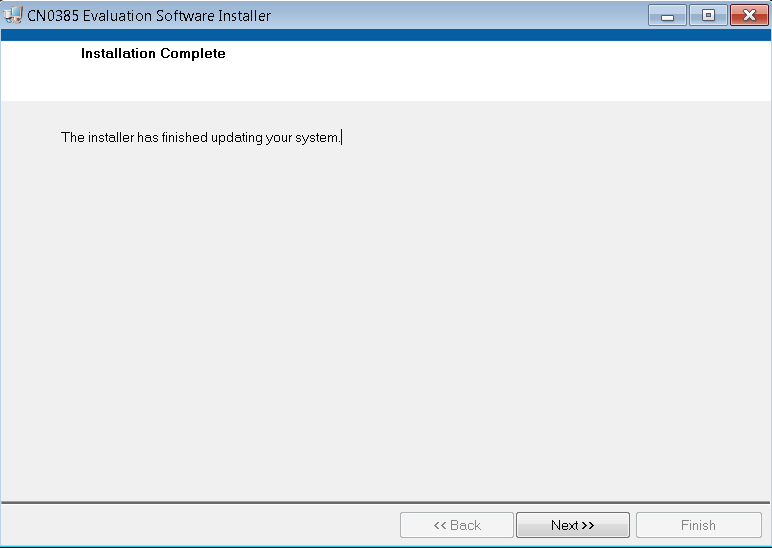 CN0385 Evaluation Software Installer
Installation Complete
The installer has finished updating your system.
<< Back
Next >>
Finish